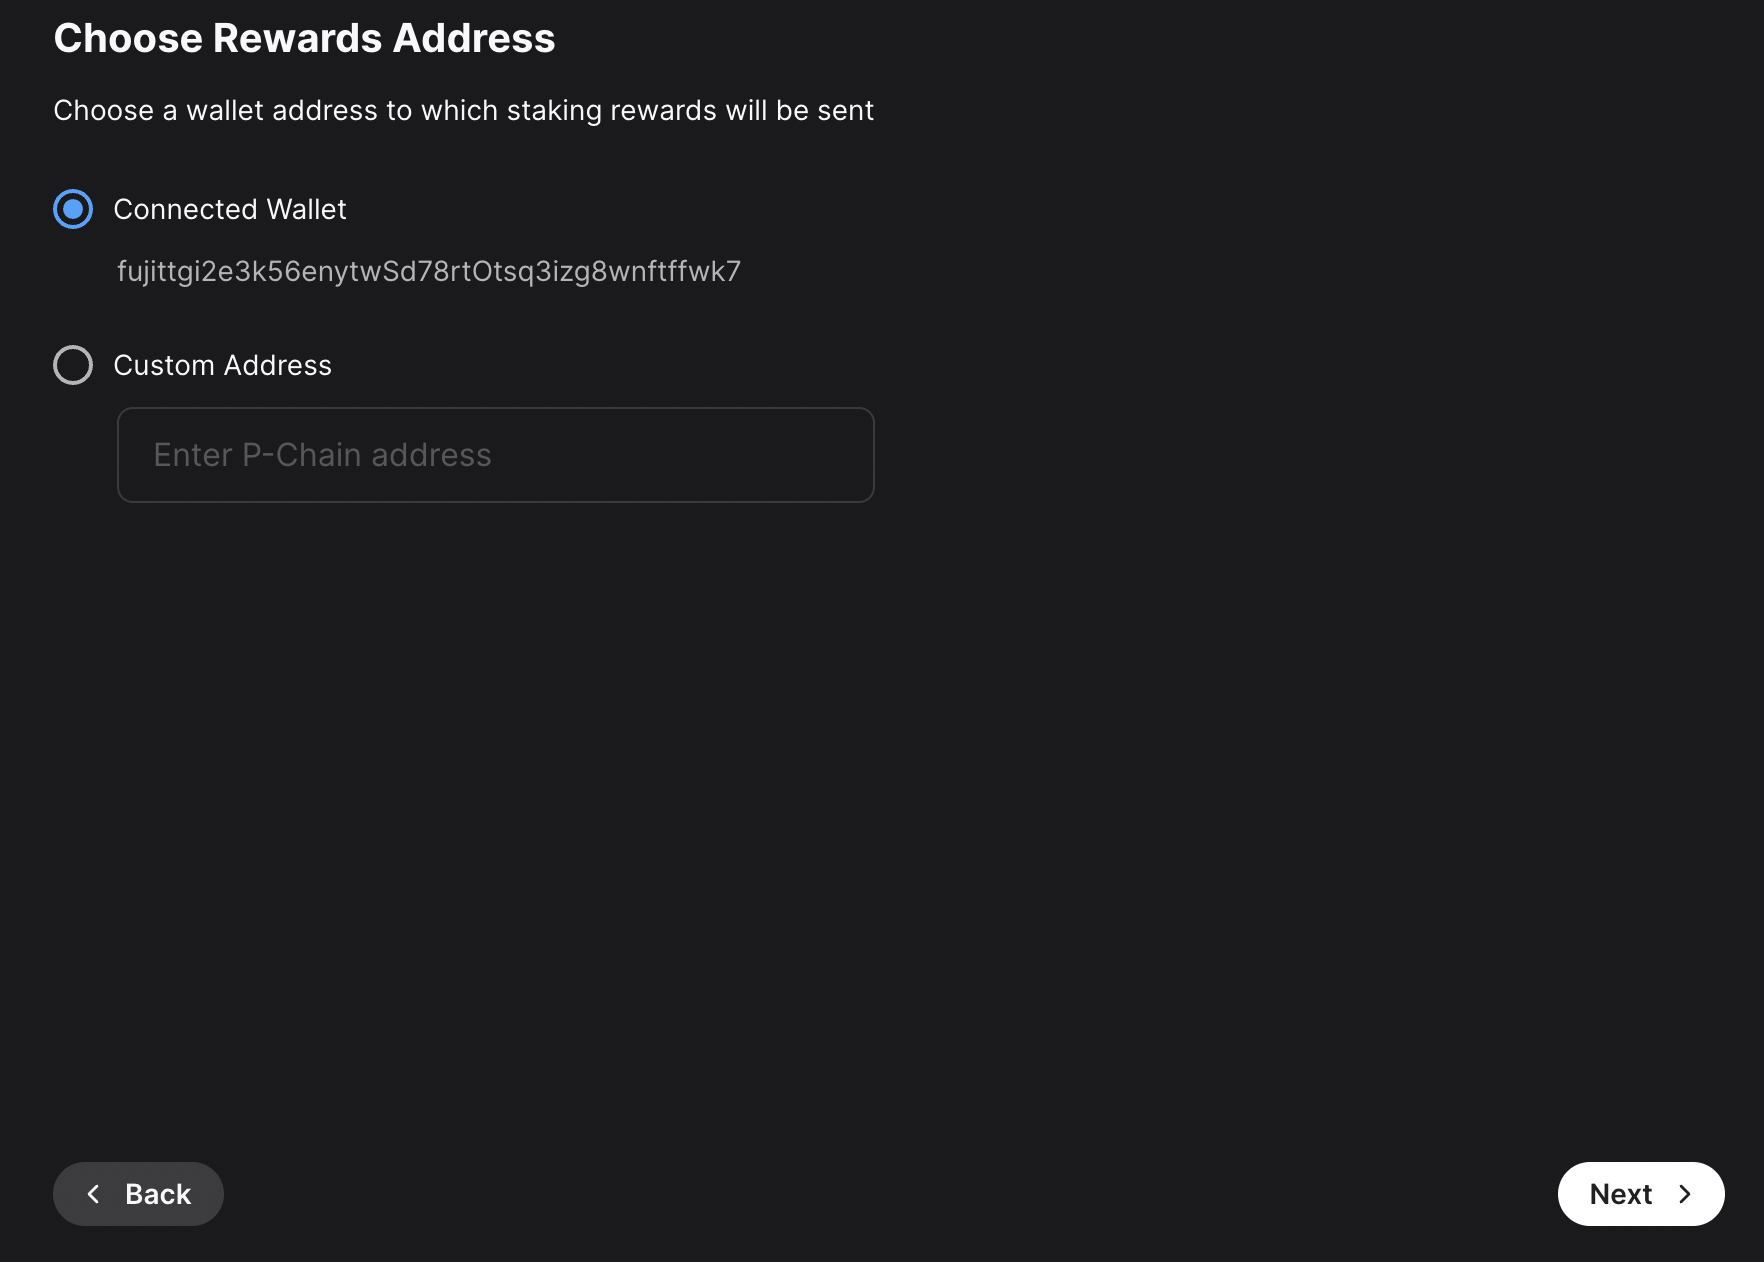 Choose Rewards Address
Choose a wallet address to which staking rewards will be sent
Connected Wallet
fujittgi2e3k56enytwSd78rtOtsq3izg8wnftffwk7
Custom Address
Enter P-Chain address
Back
Next